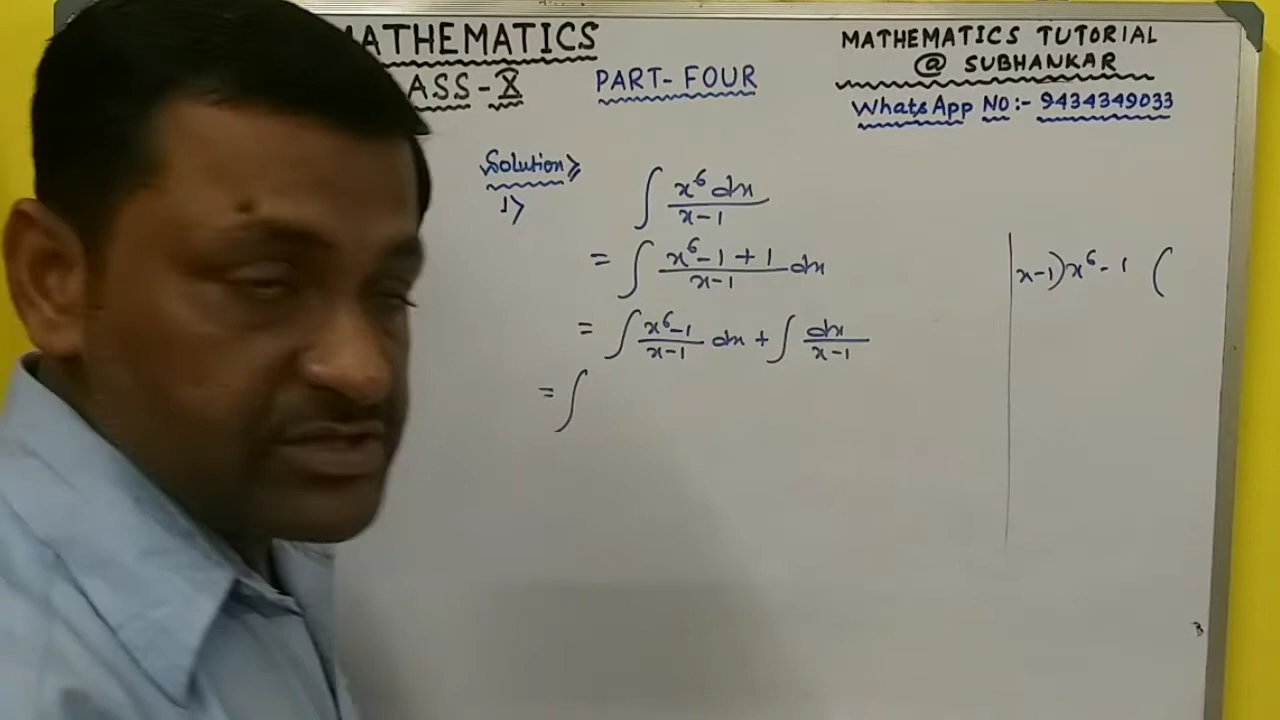 ATHEMATICS
ASS-X
PART-FOUR
MATHEMATICS TUTORIAL
@ SUBHANKAR
WhatsApp NO:- 9434349033
Solution
1>
∫ x⁶ dx / x-1
= ∫ x⁶-1+1 / x-1 dx
= ∫ x⁶-1 / x-1 dx + ∫ dx / x-1
= ∫
x-1)x⁶-1 (